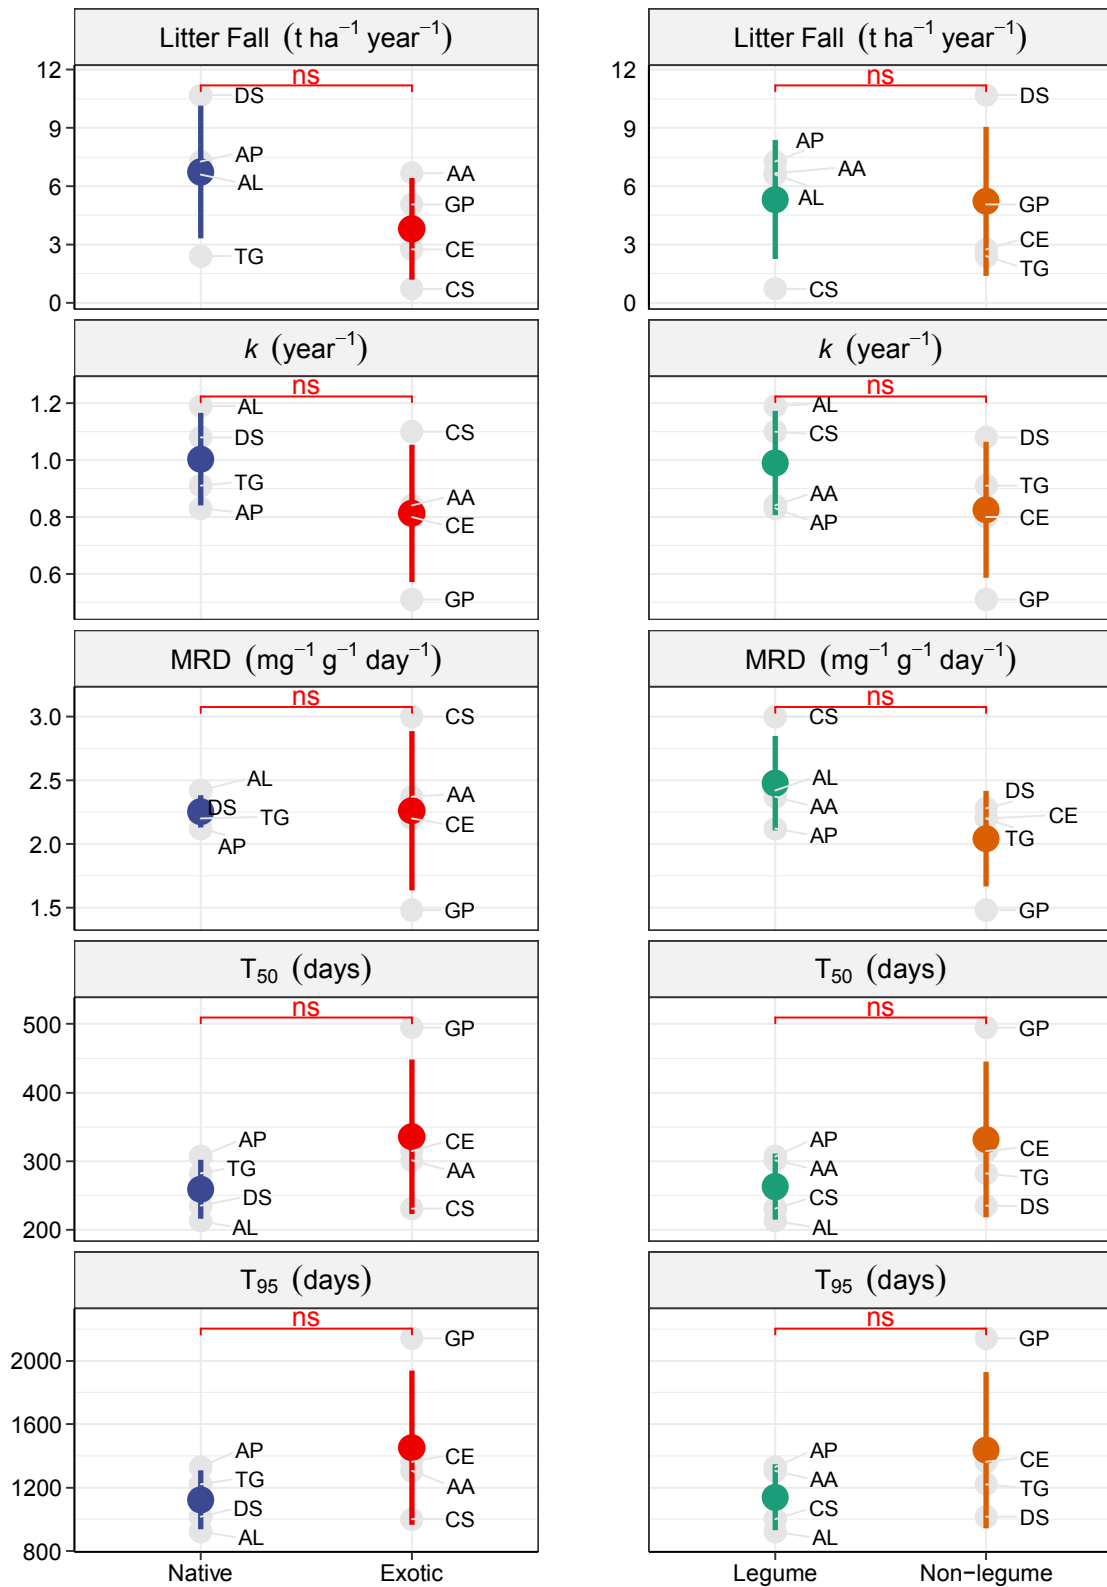 Litter Fall (t ha⁻¹ year⁻¹)
12
9
6
3
0
ns
DS
AP
AL
TG
AA
GP
CE
CS
Litter Fall (t ha⁻¹ year⁻¹)
12
9
6
3
0
ns
AP
AA
AL
CS
DS
GP
CE
TG
k (year⁻¹)
1.2
1.0
0.8
0.6
ns
AL
DS
TG
AP
CS
AA
CE
GP
k (year⁻¹)
ns
AL
CS
AA
AP
DS
TG
CE
GP
MRD (mg⁻¹ g⁻¹ day⁻¹)
3.0
2.5
2.0
1.5
ns
AL
DS
TG
AP
CS
AA
CE
GP
MRD (mg⁻¹ g⁻¹ day⁻¹)
ns
CS
AL
AA
AP
DS
CE
TG
GP
T₅₀ (days)
500
400
300
200
ns
AP
TG
DS
AL
GP
CE
AA
CS
T₅₀ (days)
ns
AP
AA
CS
AL
GP
CE
TG
DS
T₉₅ (days)
2000
1600
1200
800
ns
AP
TG
DS
AL
GP
CE
AA
CS
Native
Exotic
T₉₅ (days)
ns
AP
AA
CS
AL
GP
CE
TG
DS
Legume
Non−legume